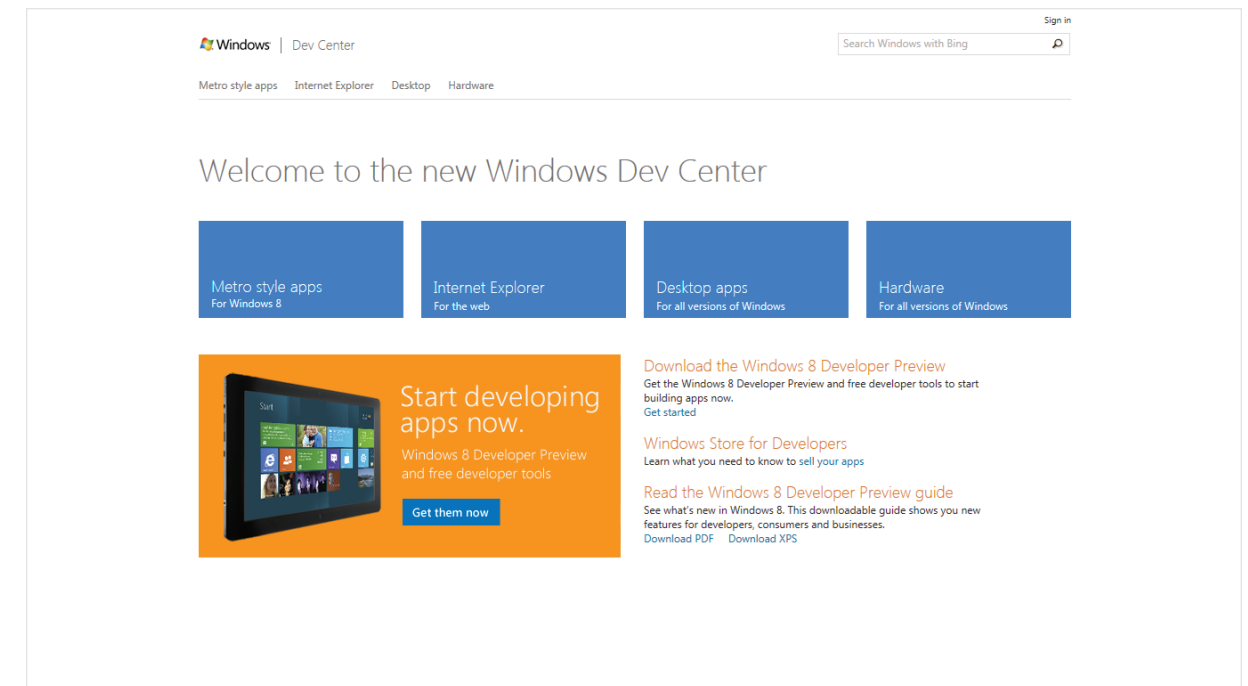 Sign in
Windows | Dev Center
Search Windows with Bing
Metro style apps Internet Explorer Desktop Hardware
Welcome to the new Windows Dev Center
Metro style apps
For Windows 8
Internet Explorer
For the web
Desktop apps
For all versions of Windows
Hardware
For all versions of Windows
Start
Start developing
apps now.
Windows 8 Developer Preview
and free developer tools
Get them now
Download the Windows 8 Developer Preview
Get the Windows 8 Developer Preview and free developer tools to start
building apps now.
Get started
Windows Store for Developers
Learn what you need to know to sell your apps
Read the Windows 8 Developer Preview guide
See what's new in Windows 8. This downloadable guide shows you new
features for developers, consumers and businesses.
Download PDF Download XPS